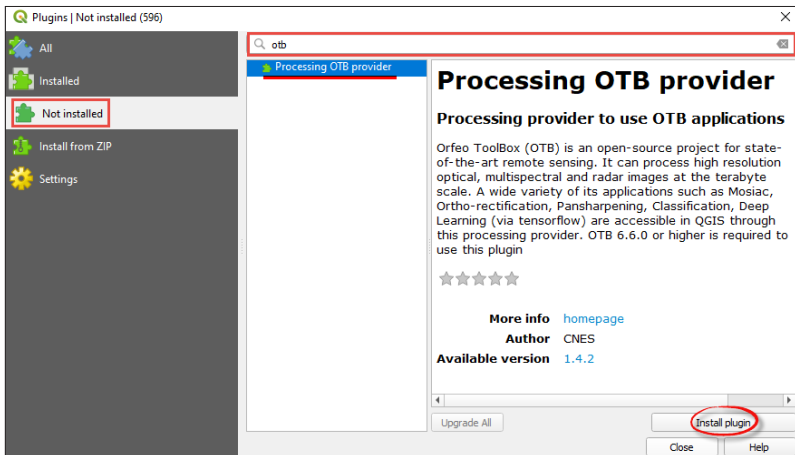 Plugins | Not installed (596)
All
Installed
Not installed
Install from ZIP
Settings
otb
Processing OTB provider
Processing OTB provider
Processing provider to use OTB applications
Orfeo ToolBox (OTB) is an open-source project for state-
of-the-art remote sensing. It can process high resolution
optical, multispectral and radar images at the terabyte
scale. A wide variety of its applications such as Mosiac,
Ortho-rectification, Pansharpening, Classification, Deep
Learning (via tensorflow) are accessible in QGIS through
this processing provider. OTB 6.6.0 or higher is required to
use this plugin
More info homepage
Author CNES
Available version 1.4.2
Upgrade All
Install plugin
Close
Help